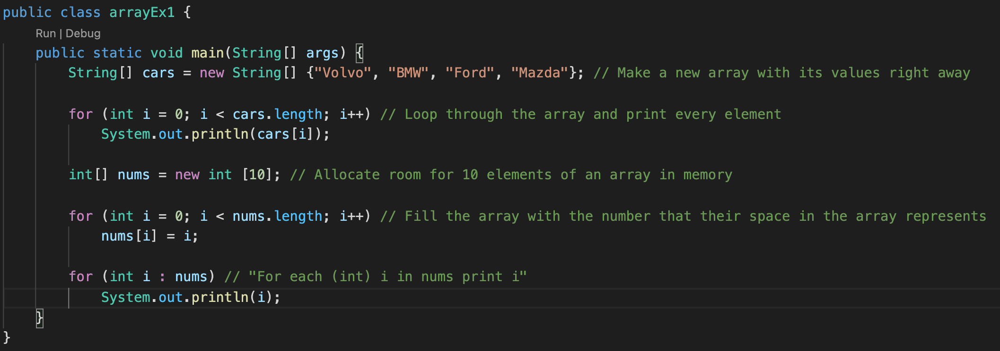 public class arrayEx1 {
Run | Debug
public static void main(String[] args) {
String[] cars = new String[] {"Volvo", "BMW", "Ford", "Mazda"}; // Make a new array with its values right away
for (int i = 0; i < cars.length; i++) // Loop through the array and print every element
System.out.println(cars[i]);
int[] nums = new int [10]; // Allocate room for 10 elements of an array in memory
for (int i = 0; i < nums.length; i++) // Fill the array with the number that their space in the array represents
nums[i] = i;
for (int i : nums) // "For each (int) i in nums print i"
System.out.println(i);
}
}